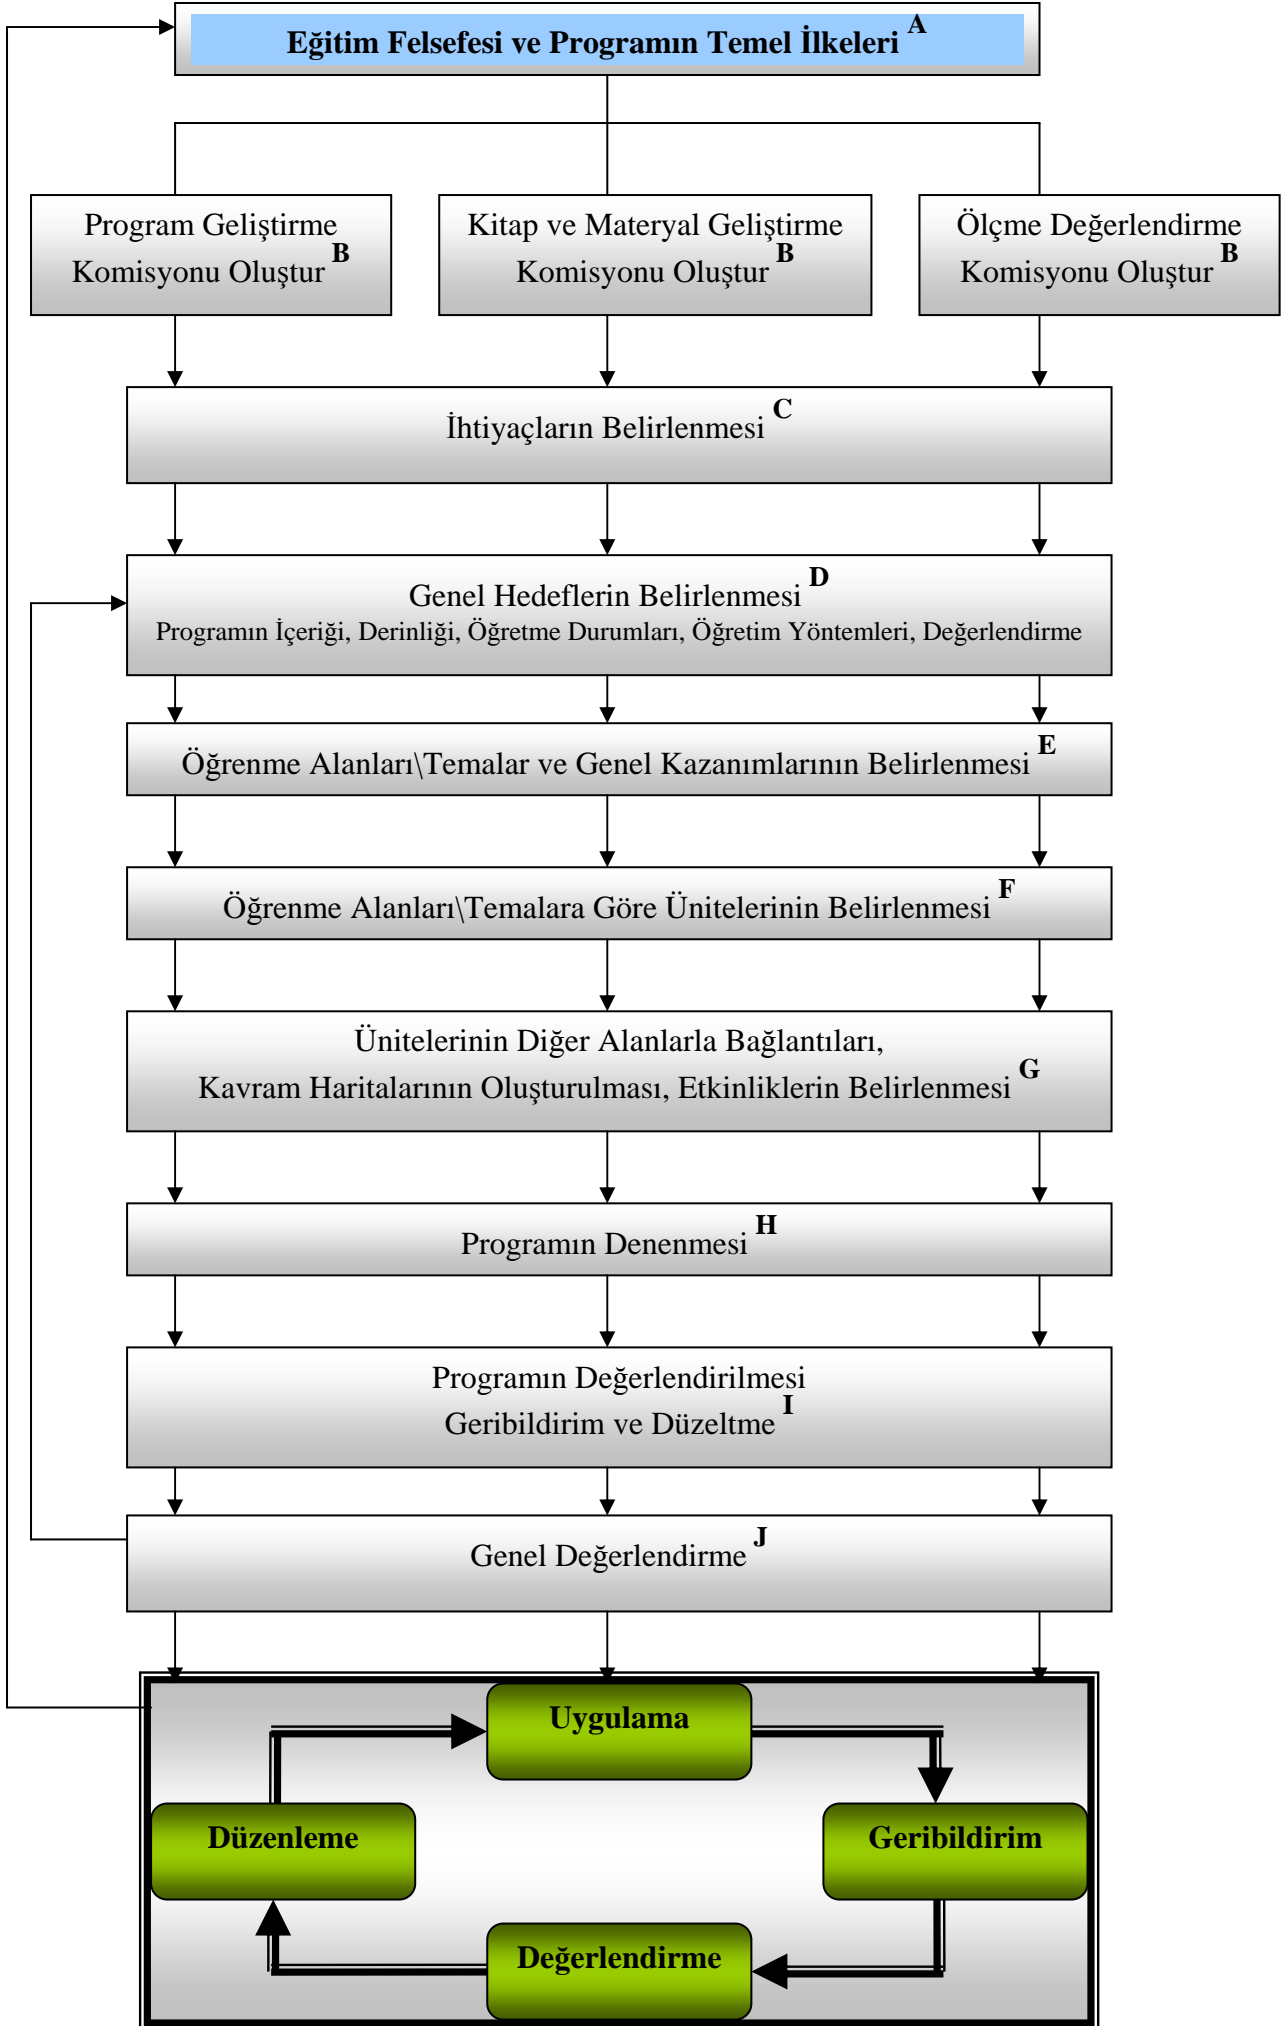 Eğitim Felsefesi ve Programın Temel İlkeleri A
Program Geliştirme
Komisyonu Oluştur B
Kitap ve Materyal Geliştirme
Komisyonu Oluştur B
Ölçme Değerlendirme
Komisyonu Oluştur B
İhtiyaçların Belirlenmesi C
Genel Hedeflerin Belirlenmesi D
Programın İçeriği, Derinliği, Öğretme Durumları, Öğretim Yöntemleri, Değerlendirme
Öğrenme Alanları\Temalar ve Genel Kazanımlarının Belirlenmesi E
Öğrenme Alanları\Temalara Göre Ünitelerinin Belirlenmesi F
Ünitelerinin Diğer Alanlarla Bağlantıları,
Kavram Haritalarının Oluşturulması, Etkinliklerin Belirlenmesi G
Programın Denenmesi H
Programın Değerlendirilmesi
Geribildirim ve Düzeltme I
Genel Değerlendirme J
Uygulama
Düzenleme
Geribildirim
Değerlendirme